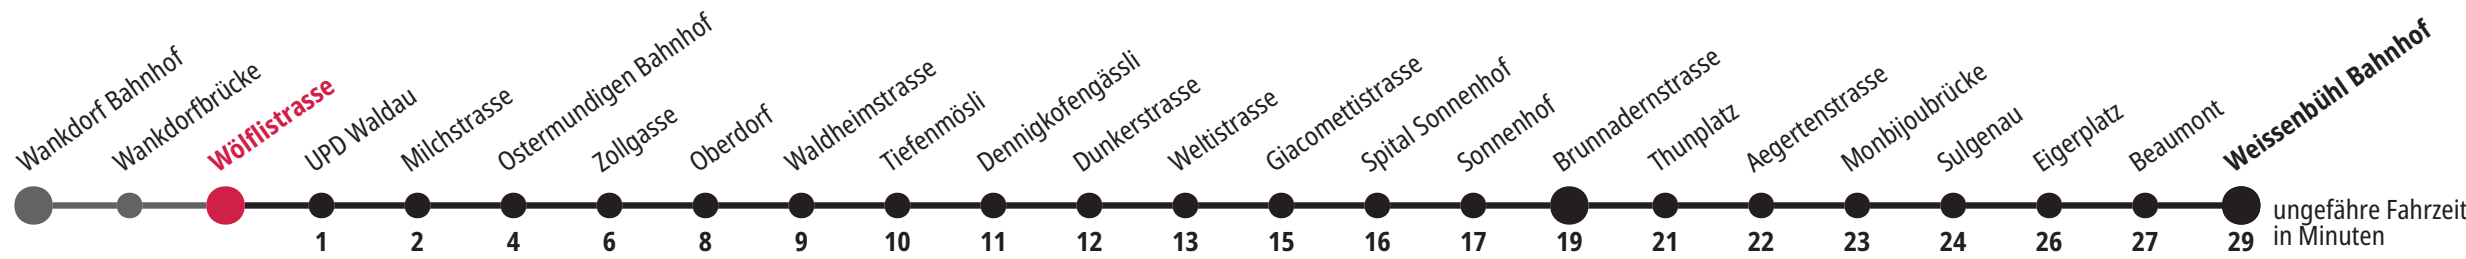 Wankdorf Bahnhof
Wankdorfbrücke
Wölflistrasse
UPD Waldau
Milchstrasse
Ostermundigen Bahnhof
Zollgasse
Oberdorf
Waldheimstrasse
Tiefenmösli
Dennigkofengässli
Dunkerstrasse
Weltistrasse
Giacomettistrasse
Spital Sonnenhof
Sonnenhof
Brunnadernstrasse
Thunplatz
Aegertenstrasse
Monbijoubrücke
Sulgenau
Eigerplatz
Beaumont
Weissenbühl Bahnhof
1 2 4 6 8 9 10 11 12 13 15 16 17 19 21 22 23 24 26 27 29
ungefähre Fahrzeit
in Minuten